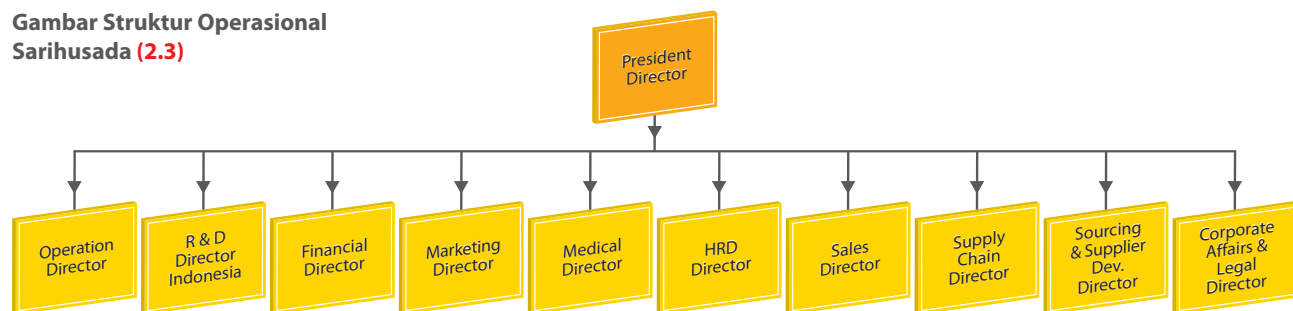 Gambar Struktur Operasional
Sarihusada (2.3)
President
Director
Operation
Director
R & D
Director
Indonesia
Financial
Director
Marketing
Director
Medical
Director
HRD
Director
Sales
Director
Supply
Chain
Director
Sourcing
& Supplier
Dev.
Director
Corporate
Affairs &
Legal
Director